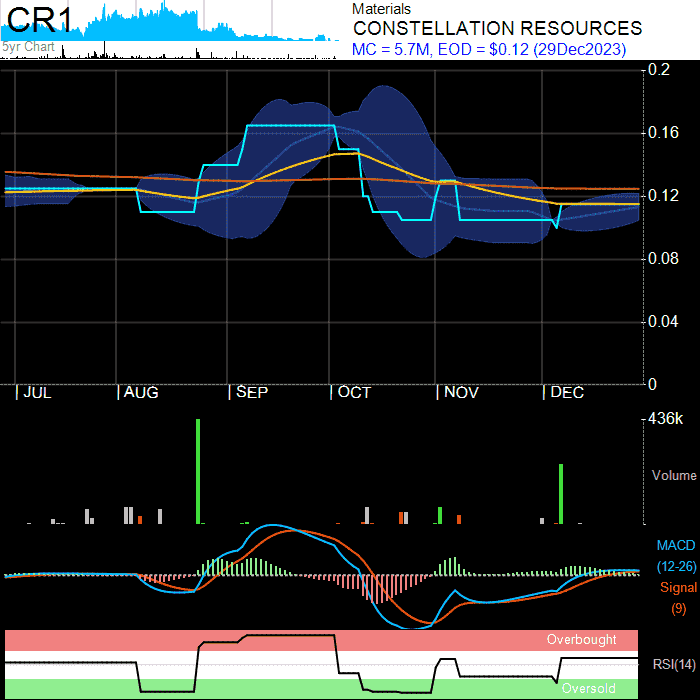 CR1
5yr Chart
Materials
CONSTELLATION RESOURCES
MC = 5.7M, EOD = $0.12 (29Dec2023)
0.2
0.16
0.12
0.08
0.04
0
JUL AUG SEP OCT NOV DEC
436k
Volume
MACD
(12-26)
Signal
(9)
Overbought
RSI(14)
Oversold